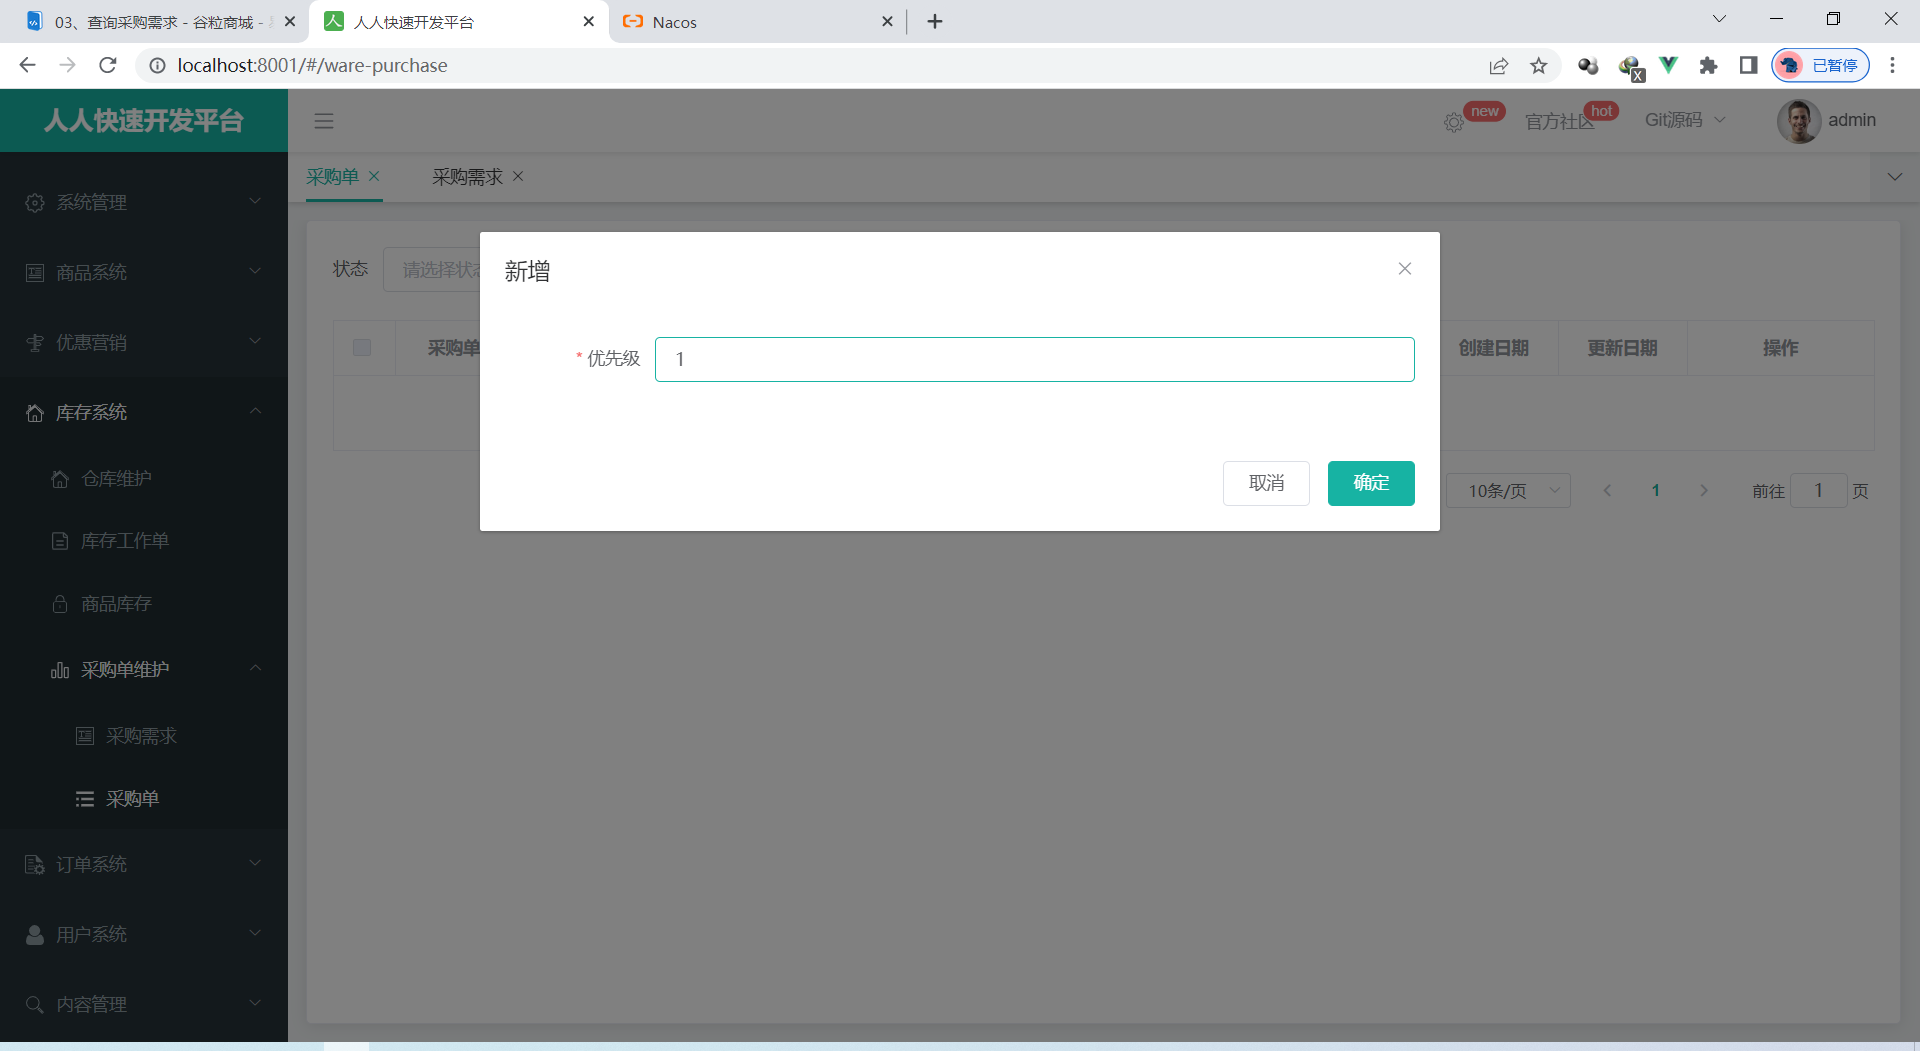 03、查询采购需求 - 谷粒商城 -
人人快速开发平台
Nacos
localhost:8001/#/ware-purchase
X
已暂停
人人快速开发平台
new
官方社区
hot
Git源码
admin
采购单
采购需求
系统管理
商品系统
优惠营销
库存系统
仓库维护
库存工作单
商品库存
采购单维护
采购需求
采购单
订单系统
用户系统
内容管理
状态
请选择状态
采购单
创建日期
更新日期
操作
10条/页
1
前往
1
页
新增
* 优先级
1
取消
确定